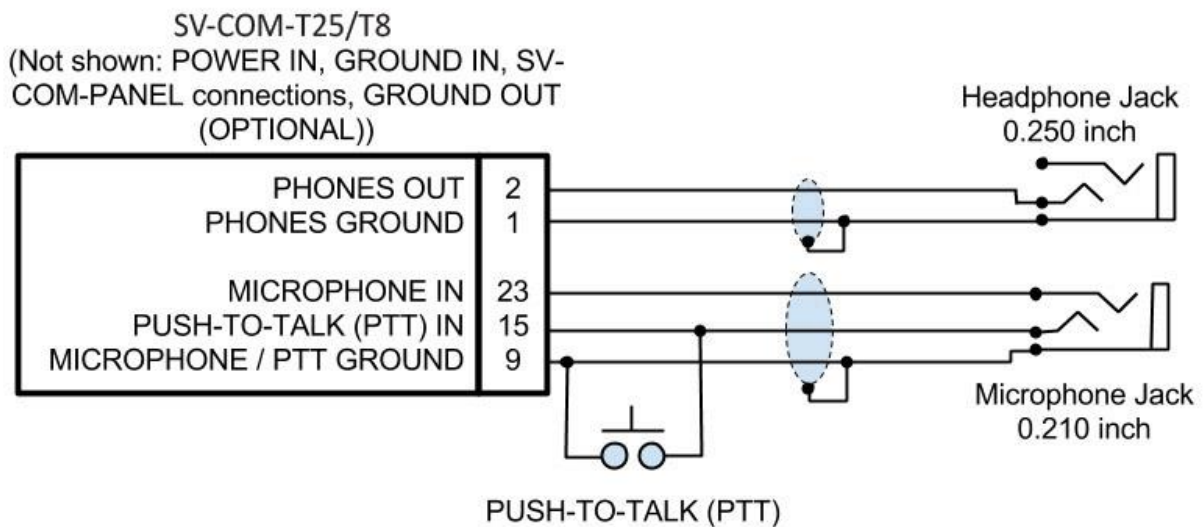 SV-COM-T25/T8
(Not shown: POWER IN, GROUND IN, SV-
COM-PANEL connections, GROUND OUT
(OPTIONAL))
Headphone Jack
0.250 inch
PHONES OUT 2
PHONES GROUND 1
MICROPHONE IN 23
PUSH-TO-TALK (PTT) IN 15
MICROPHONE / PTT GROUND 9
Microphone Jack
0.210 inch
PUSH-TO-TALK (PTT)